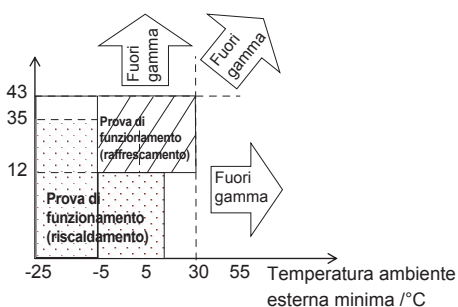 Fuori
gamma
Fuori
gamma
43
35
Prova di
funzionamento
(raffrescamento)
12
Fuori
gamma
Prova di
funzionamento
(riscaldamento)
-25 -5 5 30 55 Temperatura ambiente
esterna minima /°C